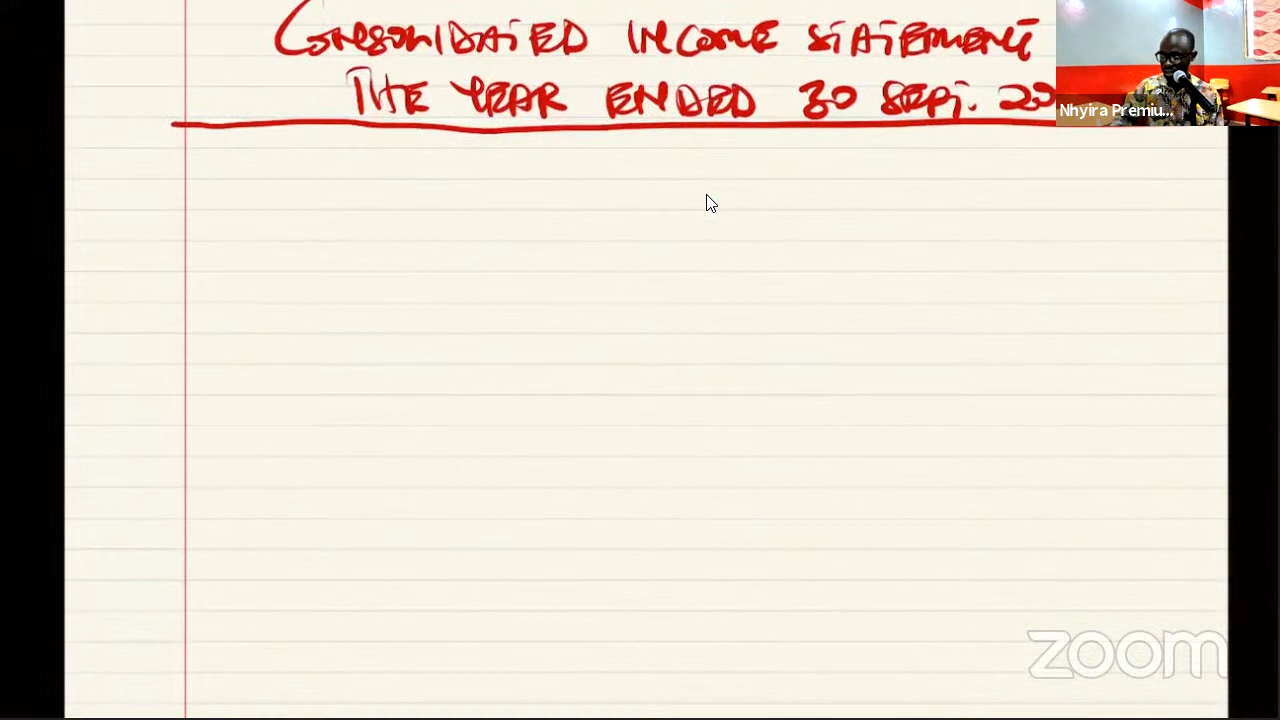 CONSOLIDATED INCOME STATEMENT
THE YEAR ENDED 30 SEPT. 20
Nhyira Premiu...
zoom